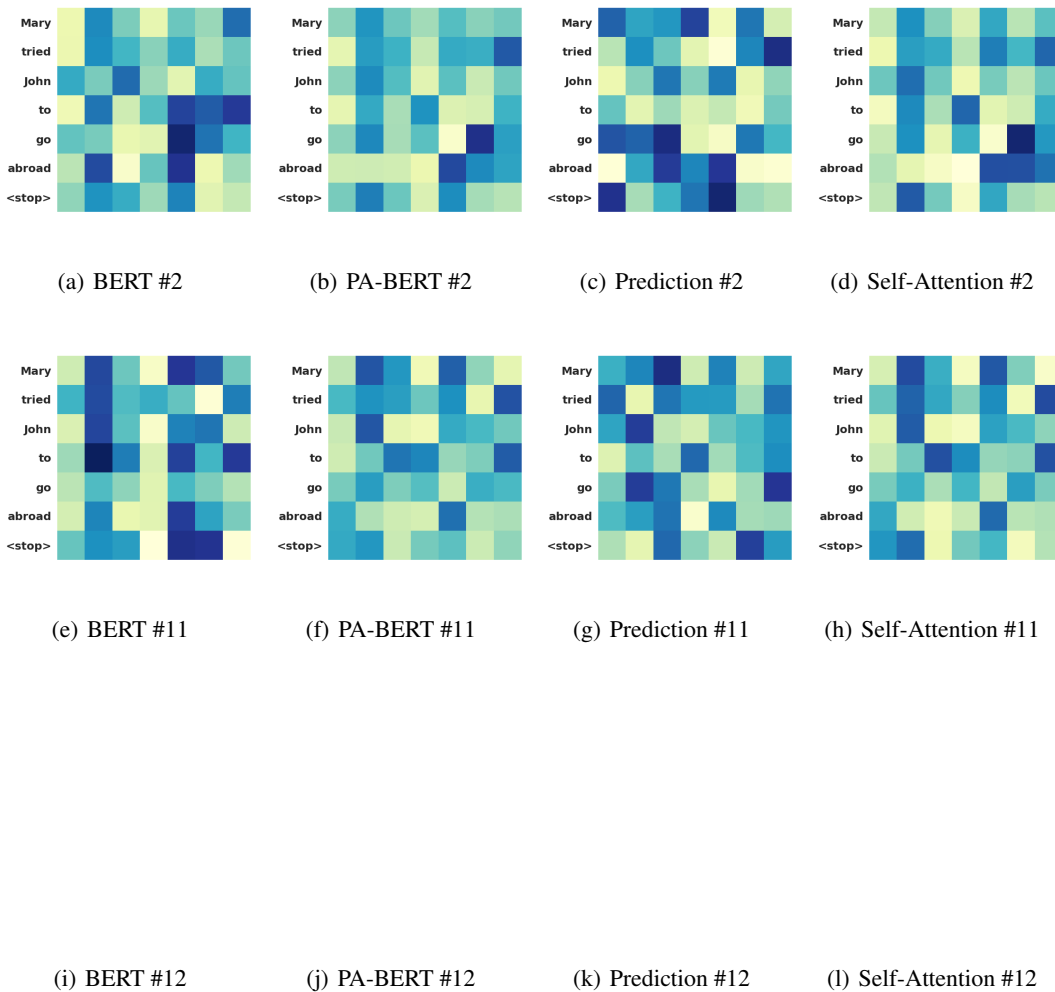 Mary
tried
John
to
go
abroad
<stop>
Mary
tried
John
to
go
abroad
<stop>
Mary
tried
John
to
go
abroad
<stop>
Mary
tried
John
to
go
abroad
<stop>
(a) BERT #2
(b) PA-BERT #2
(c) Prediction #2
(d) Self-Attention #2
Mary
tried
John
to
go
abroad
<stop>
Mary
tried
John
to
go
abroad
<stop>
Mary
tried
John
to
go
abroad
<stop>
Mary
tried
John
to
go
abroad
<stop>
(e) BERT #11
(f) PA-BERT #11
(g) Prediction #11
(h) Self-Attention #11
(i) BERT #12
(j) PA-BERT #12
(k) Prediction #12
(l) Self-Attention #12